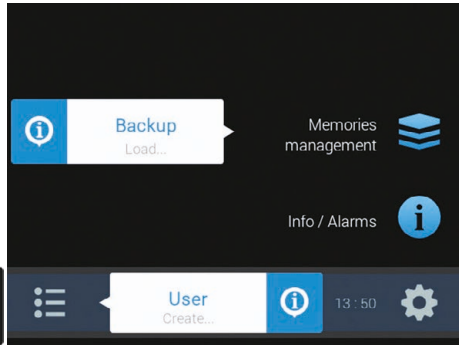 Backup
Load...
Memories
management
Info / Alarms
User
Create...
13 : 50